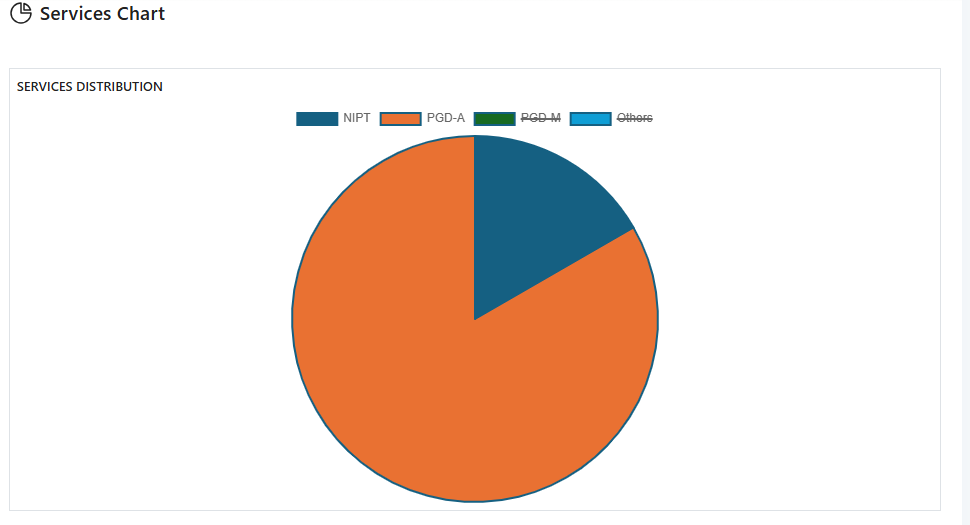 Services Chart
SERVICES DISTRIBUTION
NIPT PGD-A PGD-M Others